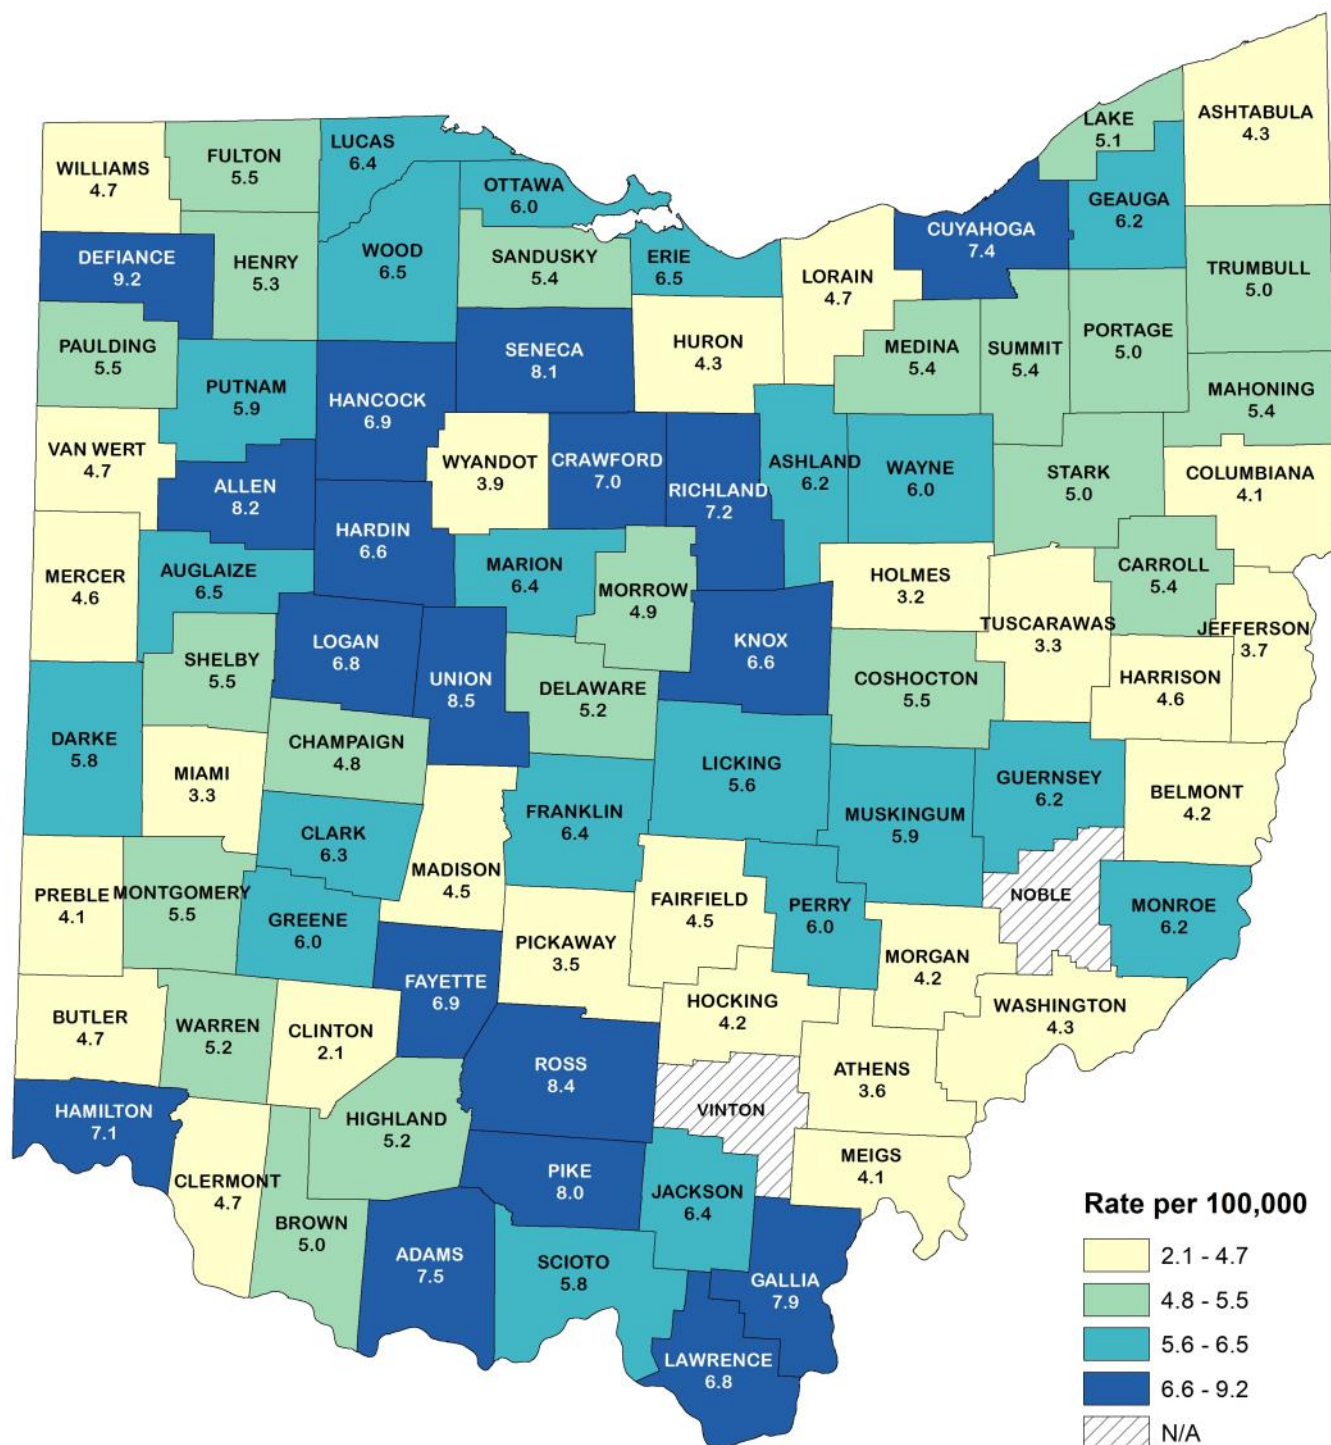 ASHTABULA
4.3
LAKE
5.1
LUCAS
6.4
FULTON
5.5
WILLIAMS
4.7
OTTAWA
6.0
GEAUGA
6.2
CUYAHOGA
7.4
DEFIANCE
9.2
HENRY
5.3
WOOD
6.5
SANDUSKY
5.4
ERIE
6.5
LORAIN
4.7
TRUMBULL
5.0
PAULDING
5.5
SENECA
8.1
HURON
4.3
MEDINA
5.4
SUMMIT
5.4
PORTAGE
5.0
PUTNAM
5.9
HANCOCK
6.9
MAHONING
5.4
VAN WERT
4.7
WYANDOT
3.9
CRAWFORD
7.0
RICHLAND
7.2
ASHLAND
6.2
WAYNE
6.0
STARK
5.0
COLUMBIANA
4.1
ALLEN
8.2
HARDIN
6.6
MERCER
4.6
AUGLAIZE
6.5
MARION
6.4
MORROW
4.9
HOLMES
3.2
CARROLL
5.4
TUSCARAWAS
3.3
JEFFERSON
3.7
LOGAN
6.8
KNOX
6.6
SHELBY
5.5
UNION
8.5
DELAWARE
5.2
COSHOCTON
5.5
HARRISON
4.6
DARKE
5.8
CHAMPAIGN
4.8
MIAMI
3.3
LICKING
5.6
GUERNSEY
6.2
BELMONT
4.2
CLARK
6.3
FRANKLIN
6.4
MUSKINGUM
5.9
MADISON
4.5
PREBLE
4.1
MONTGOMERY
5.5
GREENE
6.0
FAIRFIELD
4.5
PERRY
6.0
NOBLE
MONROE
6.2
PICKAWAY
3.5
MORGAN
4.2
FAYETTE
6.9
HOCKING
4.2
WASHINGTON
4.3
BUTLER
4.7
WARREN
5.2
CLINTON
2.1
ROSS
8.4
ATHENS
3.6
HAMILTON
7.1
HIGHLAND
5.2
VINTON
MEIGS
4.1
CLERMONT
4.7
PIKE
8.0
JACKSON
6.4
BROWN
5.0
ADAMS
7.5
SCIOTO
5.8
GALLIA
7.9
LAWRENCE
6.8
Rate per 100,000
2.1 - 4.7
4.8 - 5.5
5.6 - 6.5
6.6 - 9.2
N/A